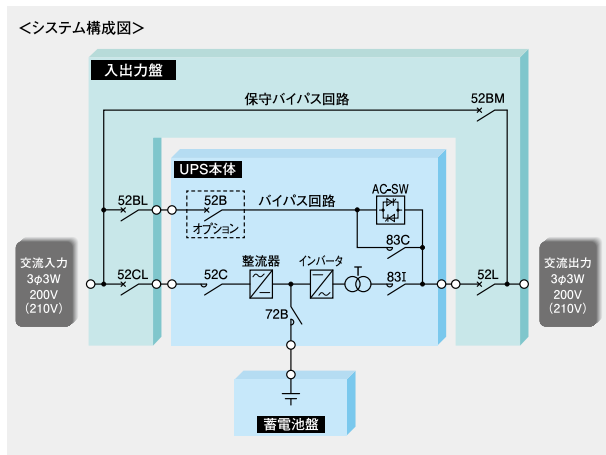 ＜システム構成図＞
入出力盤
保守バイパス回路
52BM
UPS本体
52BL
52B
オプション
バイパス回路
AC-SW
83C
交流入力
3φ3W
200V
(210V)
52CL
52C
整流器
インバータ
T
83I
52L
交流出力
3φ3W
200V
(210V)
72B
蓄電池盤